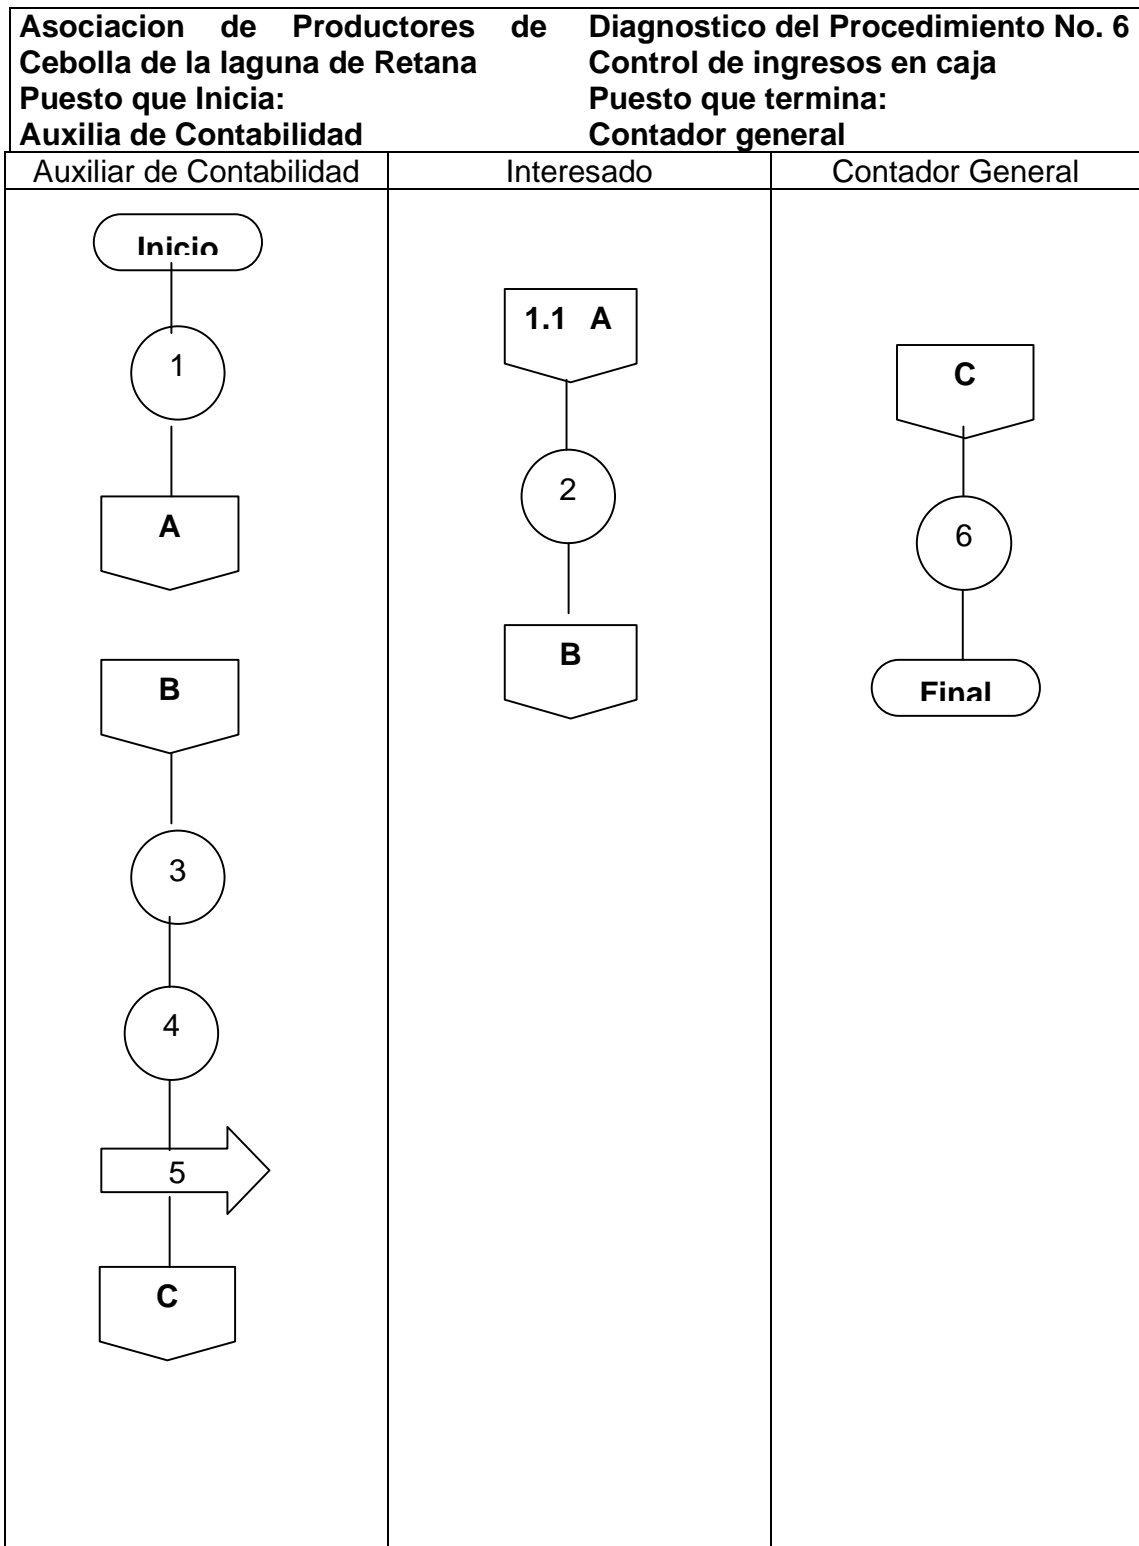 Asociacion de Productores de
Cebolla de la laguna de Retana
Puesto que Inicia:
Auxilia de Contabilidad
Diagnostico del Procedimiento No. 6
Control de ingresos en caja
Puesto que termina:
Contador general
Auxiliar de Contabilidad
Interesado
Contador General
Inicio
1
A
B
3
4
5
C
1.1 A
2
B
C
6
Final